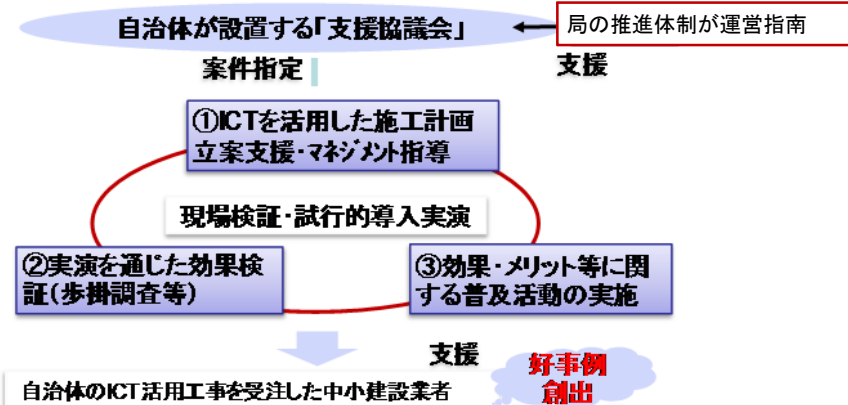 自治体が設置する｢支援協議会｣
局の推進体制が運営指南
案件指定
支援
①ICTを活用した施工計画
立案支援･マネジメント指導
現場検証･試行的導入実演
②実演を通じた効果検
証(歩掛調査等)
③効果･メリット等に関
する普及活動の実施
支援
好事例
創出
自治体のICT活用工事を受注した中小建設業者